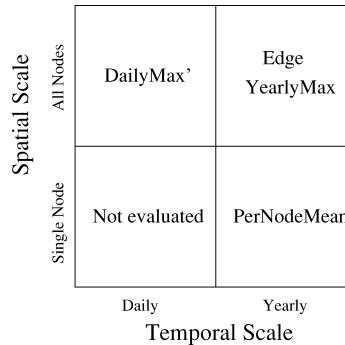 Spatial Scale
All Nodes
Single Node
DailyMax’
Edge
YearlyMax
Not evaluated
PerNodeMean
Daily
Yearly
Temporal Scale